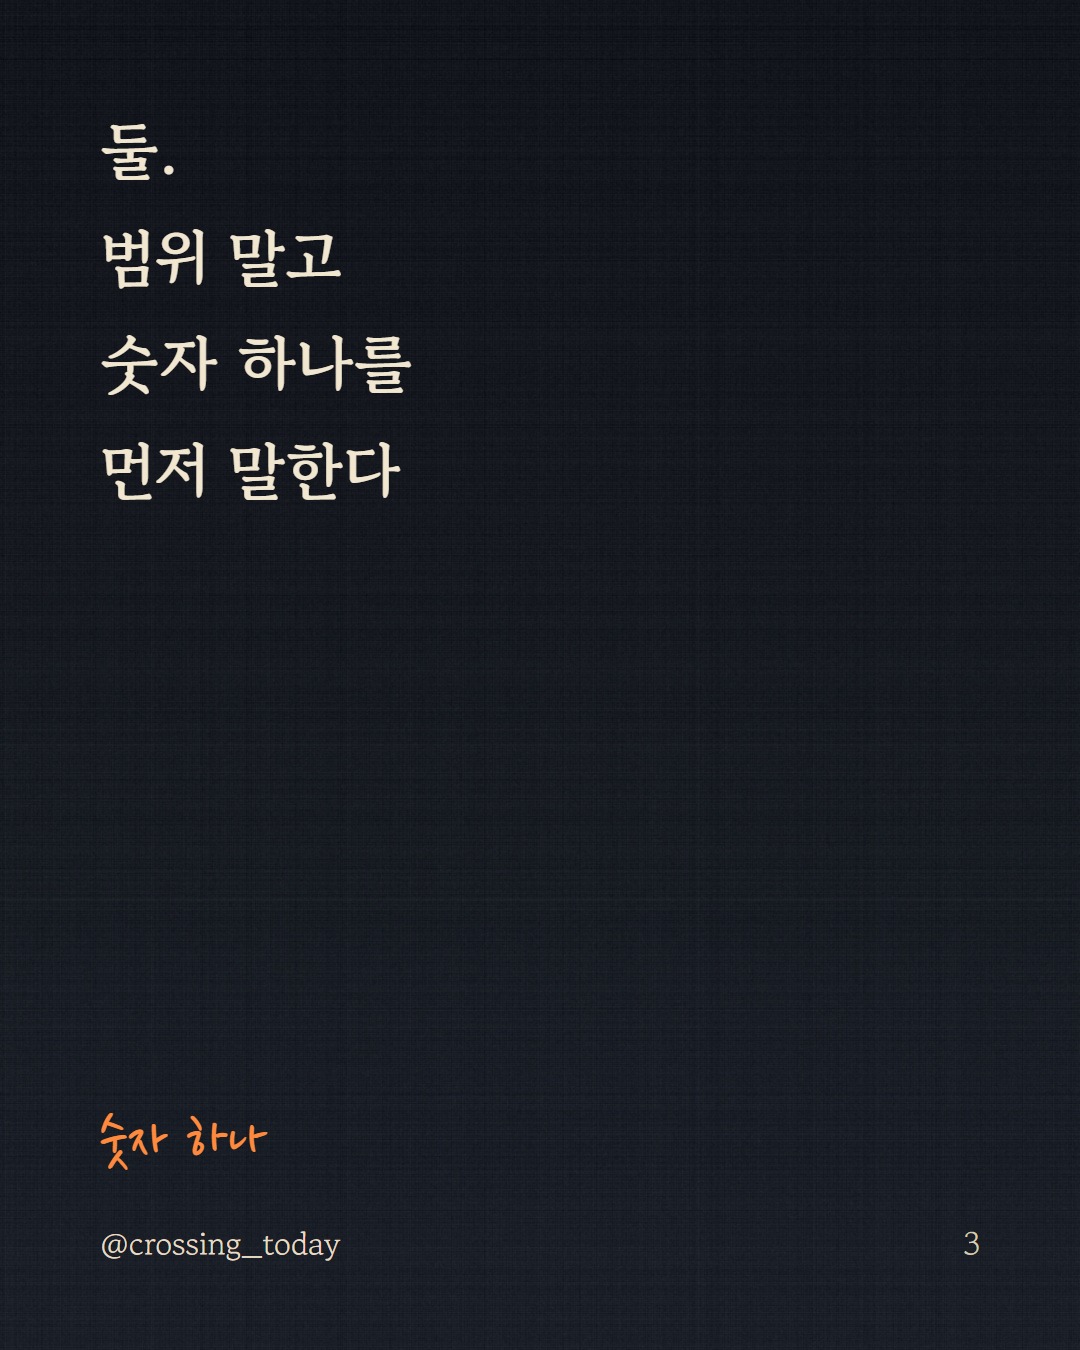 둘.
범위 말고
숫자 하나를
먼저 말한다
숫자 하나
@crossing_today
3